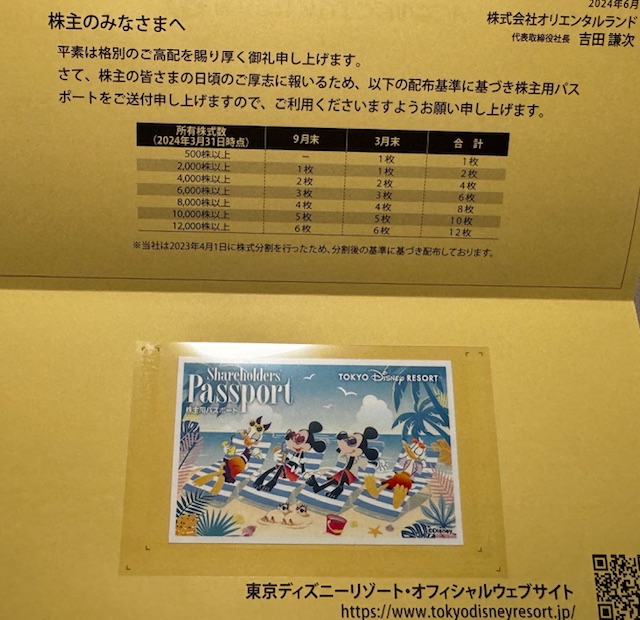 2024年6月
株主のみなさまへ
株式会社オリエンタルランド
代表取締役社長 吉田 謙次
平素は格別のご高配を賜り厚く御礼申し上げます。
さて、株主の皆さまの日頃のご厚志に報いるため、以下の配布基準に基づき株主用パス
ポートをご送付申し上げますので、ご利用くださいますようお願い申し上げます。
所有株式数
(2024年3月31日時点) 9月末 3月末 合 計
500株以上 － 1枚 1枚
2,000株以上 1枚 1枚 2枚
4,000株以上 2枚 2枚 4枚
6,000株以上 3枚 3枚 6枚
8,000株以上 4枚 4枚 8枚
10,000株以上 5枚 5枚 10枚
12,000株以上 6枚 6枚 12枚
※当社は2023年4月1日に株式分割を行ったため、分割後の基準に基づき配布しております。
Shareholders'
Passport
株主用パスポート
TOKYO Disney RESORT
東京ディズニーリゾート・オフィシャルウェブサイト
https://www.tokyodisneyresort.jp/